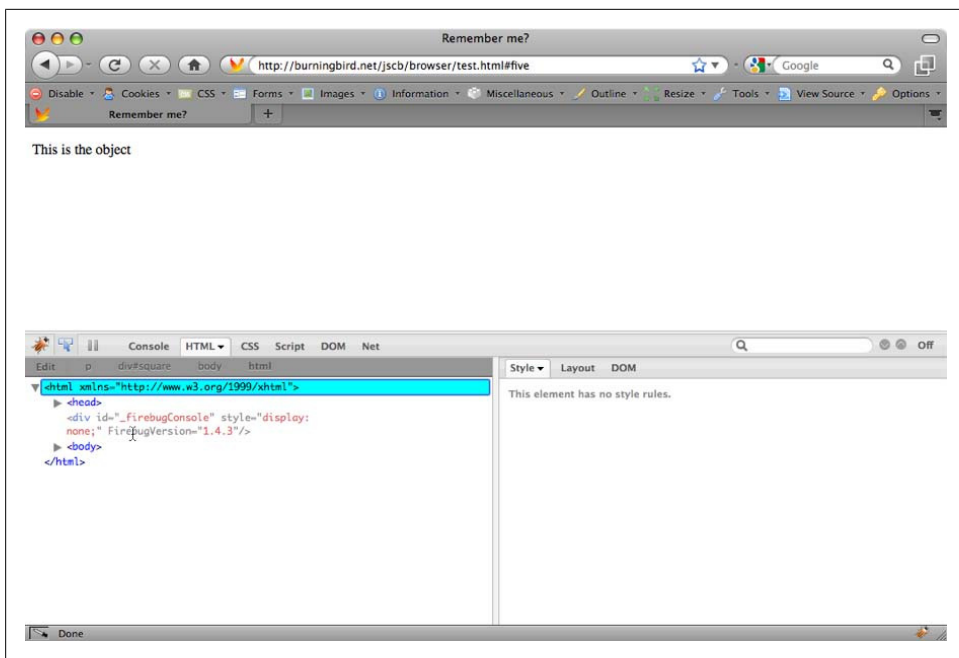 Remember me?
http://burningbird.net/jscb/browser/test.html#five
Google
Disable Cookies CSS Forms Images Information Miscellaneous Outline Resize Tools View Source Options
Remember me? +
This is the object
Console HTML CSS Script DOM Net Off
Edit p div#square body html
Style Layout DOM
<html xmlns="http://www.w3.org/1999/xhtml">
<head>
<div id="_firebugConsole" style="display:
none;" FirebugVersion="1.4.3"/>
<body>
</html>
This element has no style rules.
Done